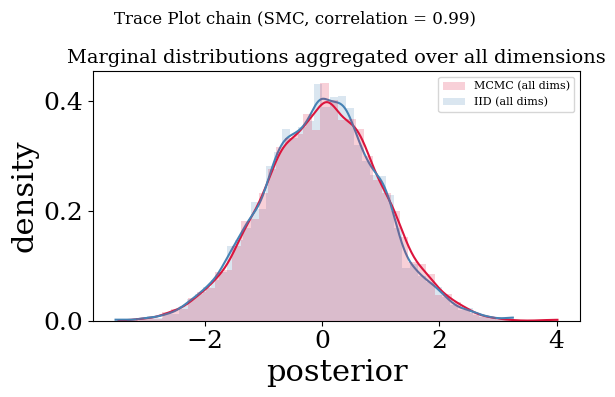 Trace Plot chain (SMC, correlation = 0.99)
Marginal distributions aggregated over all dimensions
MCMC (all dims)
IID (all dims)
density
0.4
0.2
0.0
−2
0
2
4
posterior